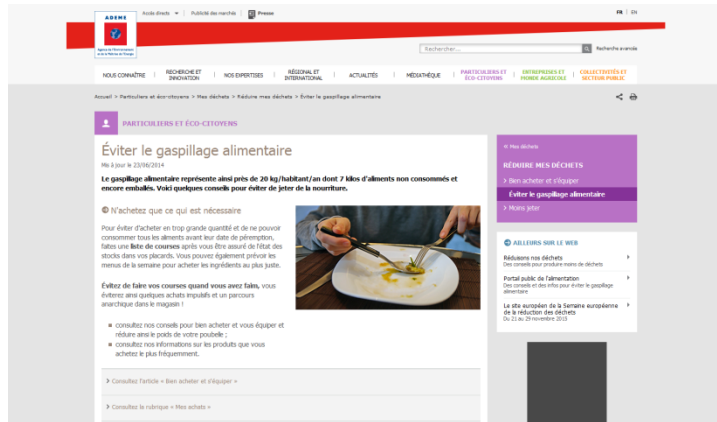 ADEME
Accès directs
Publicité des marchés
Presse
FR | EN
Agence de l'Environnement
et de la Maîtrise de l'Energie
Rechercher...
Recherche avancée
NOUS CONNAÎTRE
RECHERCHE ET
INNOVATION
NOS EXPERTISES
RÉGIONAL ET
INTERNATIONAL
ACTUALITÉS
MÉDIATHÈQUE
PARTICULIERS ET
ÉCO-CITOYENS
ENTREPRISES ET
MONDE AGRICOLE
COLLECTIVITÉS ET
SECTEUR PUBLIC
Accueil > Particuliers et éco-citoyens > Mes déchets > Réduire mes déchets > Éviter le gaspillage alimentaire
PARTICULIERS ET ÉCO-CITOYENS
Éviter le gaspillage alimentaire
Mis à jour le 23/06/2014
Le gaspillage alimentaire représente ainsi près de 20 kg/habitant/an dont 7 kilos d'aliments non consommés et
encore emballés. Voici quelques conseils pour éviter de jeter de la nourriture.
N'achetez que ce qui est nécessaire
Pour éviter d'acheter en trop grande quantité et de ne pouvoir
consommer tous les aliments avant leur date de péremption,
faites une liste de courses après vous être assuré de l'état des
stocks dans vos placards. Vous pouvez également prévoir les
menus de la semaine pour acheter les ingrédients au plus juste.
Évitez de faire vos courses quand vous avez faim, vous
éviterez ainsi quelques achats impulsifs et un parcours
anarchique dans le magasin !
consultez nos conseils pour bien acheter et vous équiper et
réduire ainsi le poids de votre poubelle ;
consultez nos informations sur les produits que vous
achetez le plus fréquemment.
> Consultez l'article « Bien acheter et s'équiper »
> Consultez la rubrique « Mes achats »
« Mes déchets
RÉDUIRE MES DÉCHETS
> Bien acheter et s'équiper
Éviter le gaspillage alimentaire
> Moins jeter
AILLEURS SUR LE WEB
Réduisons nos déchets
Des conseils pour produire moins de déchets
Portail public de l'alimentation
Des conseils et des infos pour éviter le gaspillage
alimentaire
Le site européen de la Semaine européenne
de la réduction des déchets
Du 21 au 29 novembre 2015